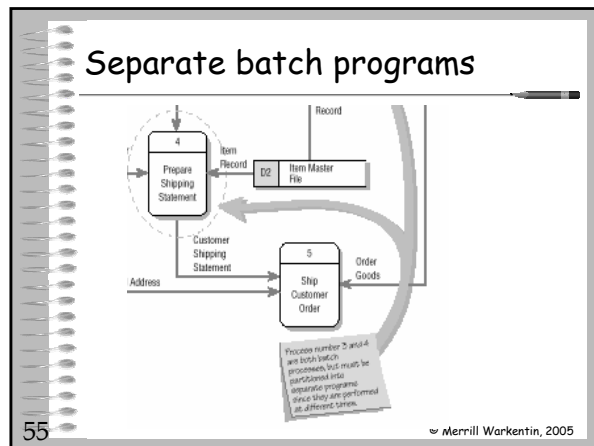 Separate batch programs
Record
4
Prepare
Shipping
Statement
Item
Record
D2
Item Master
File
Customer
Shipping
Statement
Address
5
Ship
Customer
Order
Order
Goods
Process number 3 and 4
are both batch
processes, but must be
partitioned into
separate programs
since they are performed
at different times.
55
© Merrill Warkentin, 2005